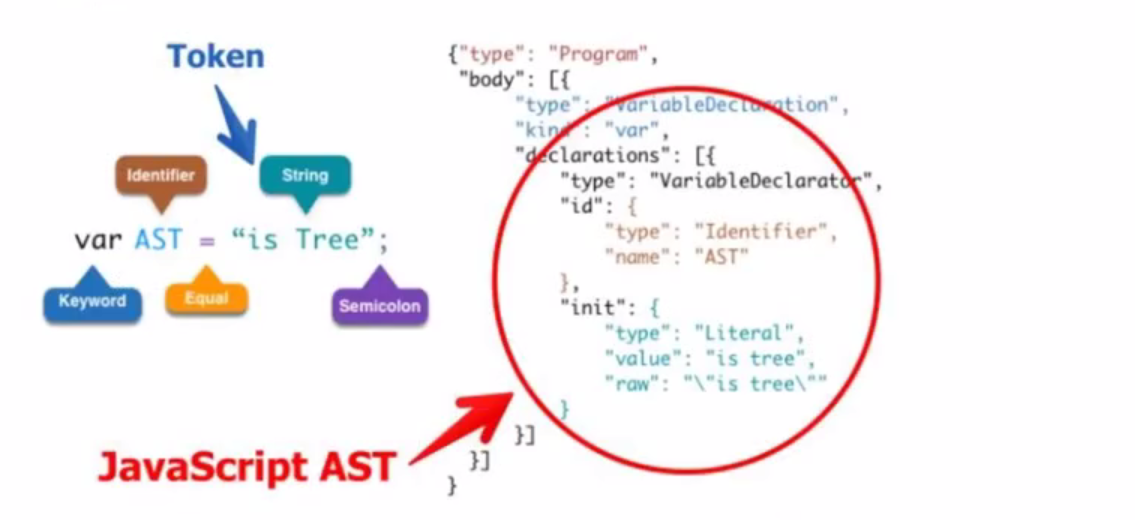 Token
Identifier
String
var AST = “is Tree”;
Keyword
Equal
Semicolon
JavaScript AST
{"type": "Program",
"body": [{
"type": "VariableDeclaration",
"kind": "var",
"declarations": [{
"type": "VariableDeclarator",
"id": {
"type": "Identifier",
"name": "AST"
},
"init": {
"type": "Literal",
"value": "is tree",
"raw": "\"is tree\""
}
}]
}]
}